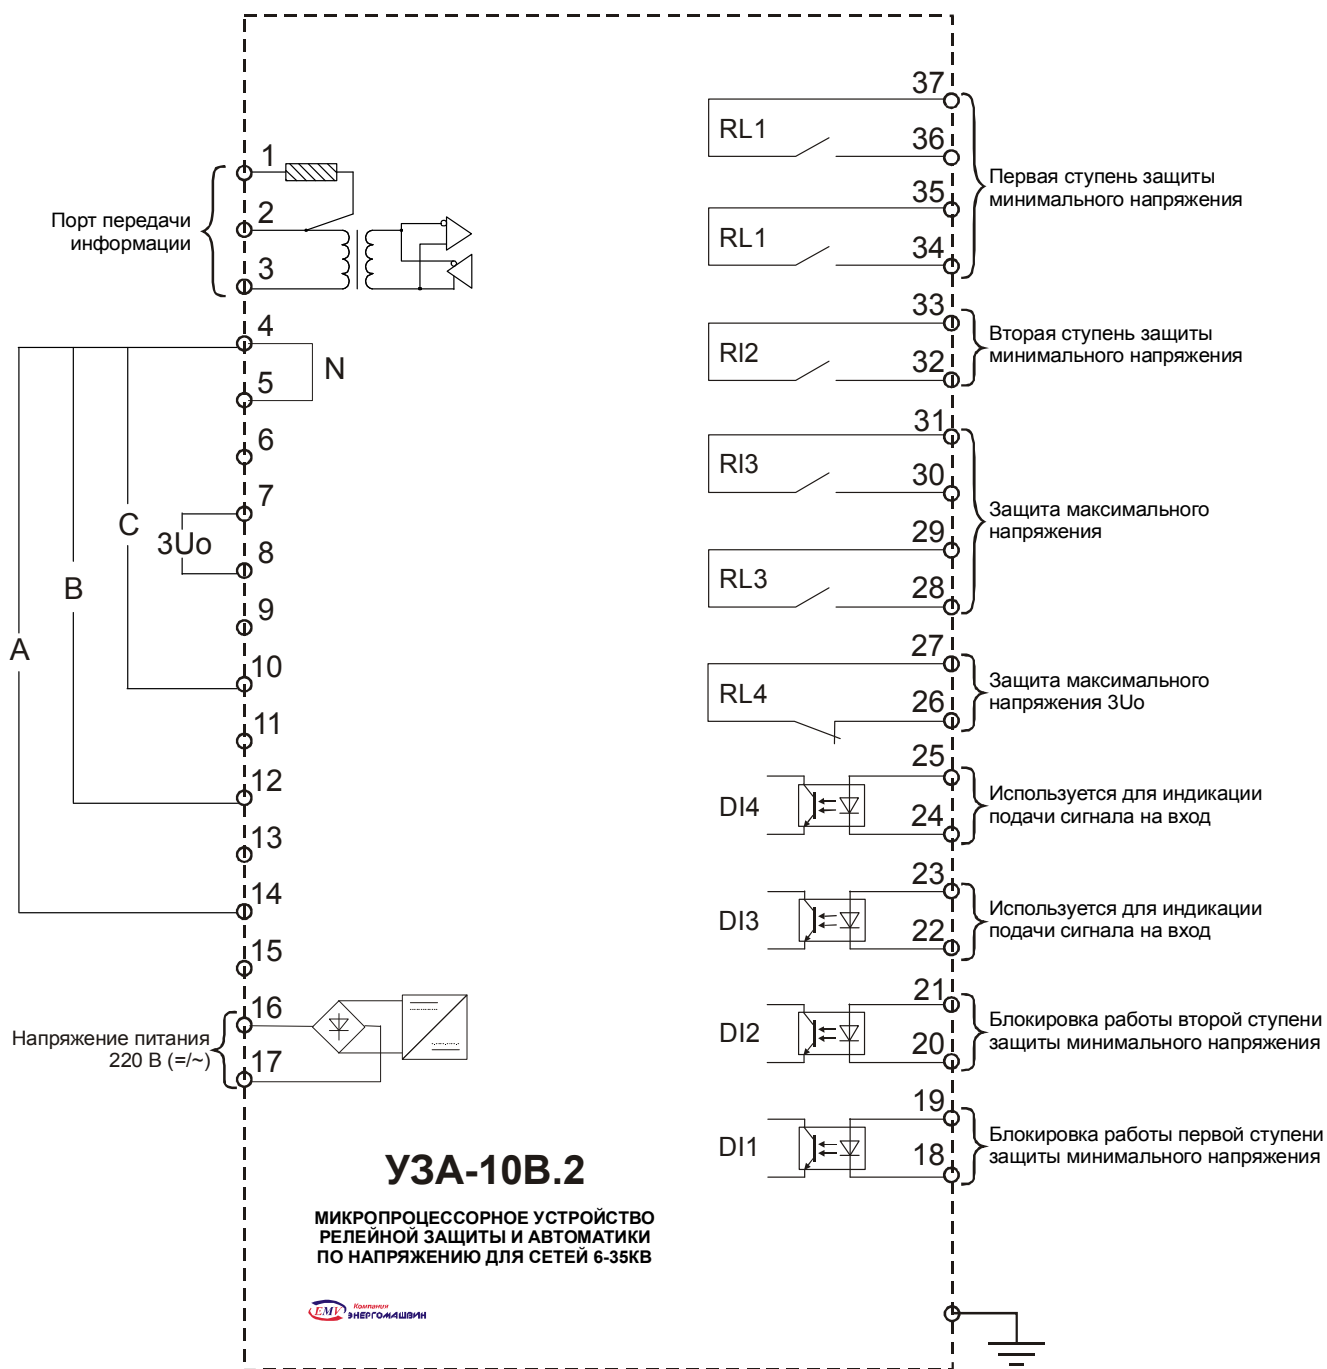 1
2
3
Порт передачи
информации
4
5
N
6
7
8
3Uo
9
10
11
12
13
14
15
A
B
C
16
17
Напряжение питания
220 В (=/~)
37
RL1
36
35
RL1
34
Первая ступень защиты
минимального напряжения
33
RI2
32
Вторая ступень защиты
минимального напряжения
31
RI3
30
29
RL3
28
Защита максимального
напряжения
27
RL4
26
Защита максимального
напряжения 3Uo
25
DI4
24
Используется для индикации
подачи сигнала на вход
23
DI3
22
Используется для индикации
подачи сигнала на вход
21
DI2
20
Блокировка работы второй ступени
защиты минимального напряжения
19
DI1
18
Блокировка работы первой ступени
защиты минимального напряжения
УЗА-10В.2
МИКРОПРОЦЕССОРНОЕ УСТРОЙСТВО
РЕЛЕЙНОЙ ЗАЩИТЫ И АВТОМАТИКИ
ПО НАПРЯЖЕНИЮ ДЛЯ СЕТЕЙ 6-35КВ
EMV
Компания
ЭНЕРГОМАШВИН